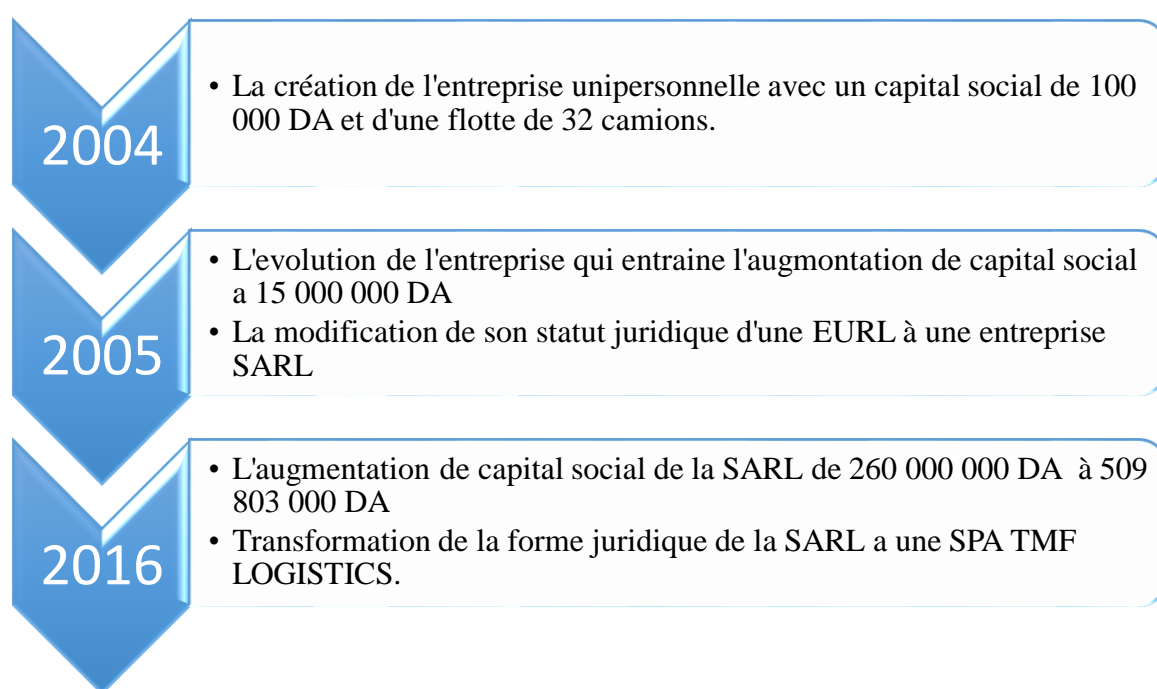 2004
• La création de l'entreprise unipersonnelle avec un capital social de 100
000 DA et d'une flotte de 32 camions.
2005
• L'evolution de l'entreprise qui entraine l'augmontation de capital social
a 15 000 000 DA
• La modification de son statut juridique d'une EURL à une entreprise
SARL
2016
• L'augmentation de capital social de la SARL de 260 000 000 DA à 509
803 000 DA
• Transformation de la forme juridique de la SARL a une SPA TMF
LOGISTICS.